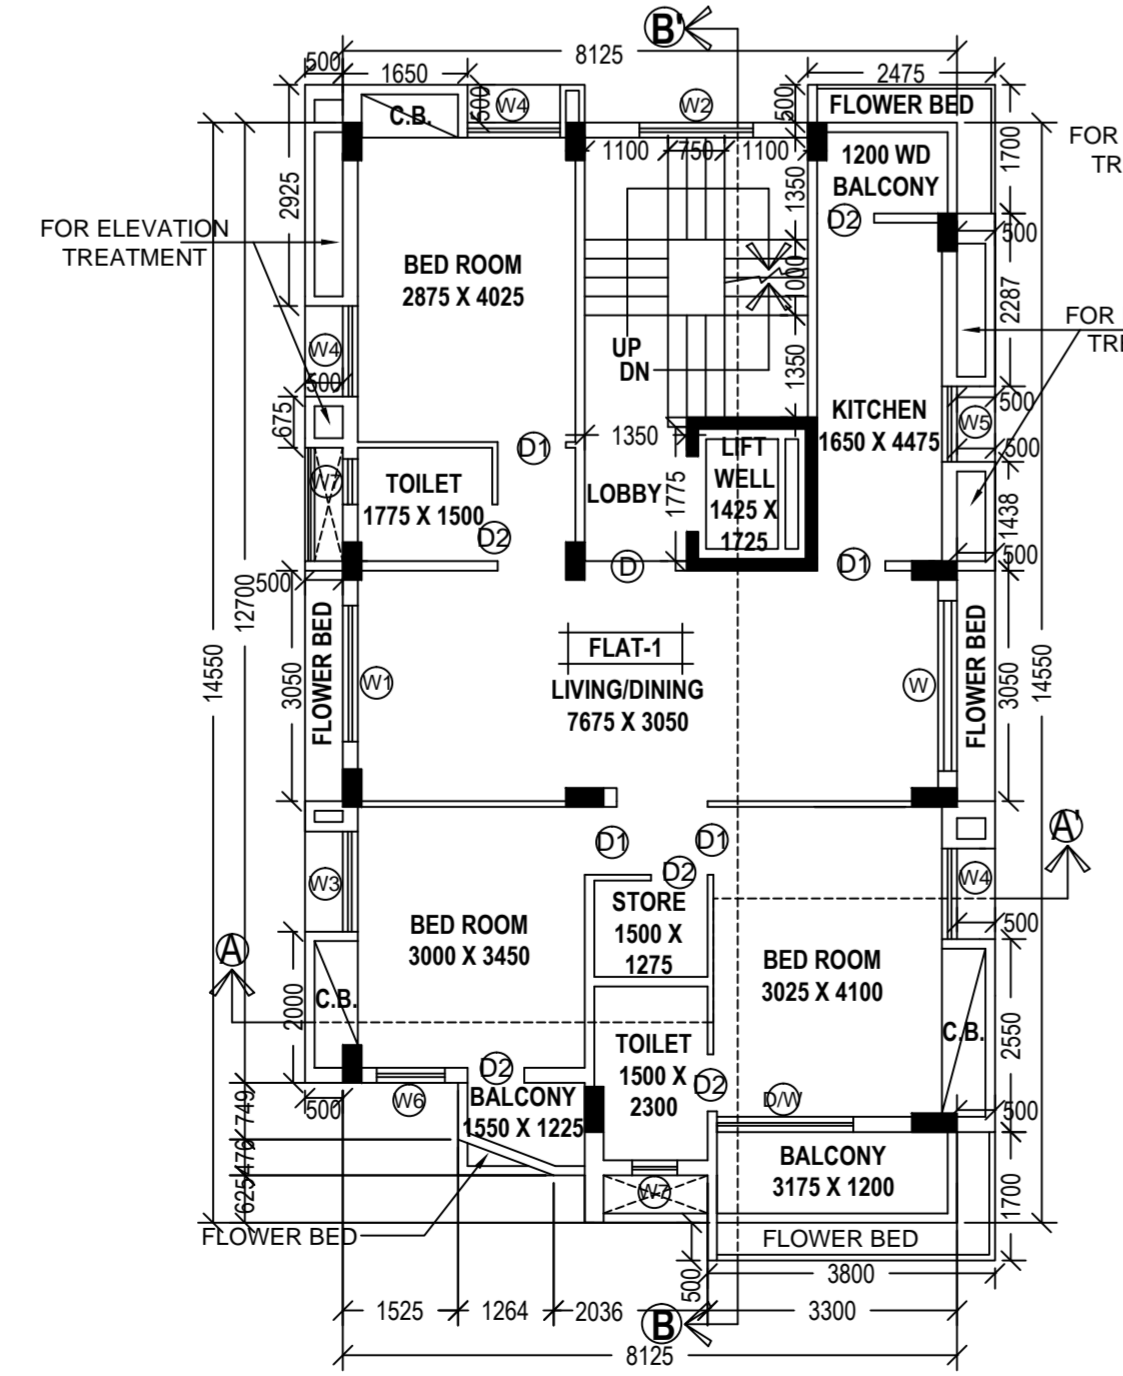 B'
8125
500
1650
2475
C.B.
500
W4
W2
500
FLOWER BED
1100
750
1100
1200 WD
BALCONY
1700
FOR
TR
2925
1350
D2
500
FOR ELEVATION
TREATMENT
BED ROOM
2875 X 4025
1000
2287
FOR
TRE
W4
500
UP
DN
1350
675
KITCHEN
1650 X 4475
500
W5
500
D1
1350
LIFT
WELL
1425 X
1725
W7
TOILET
1775 X 1500
LOBBY
1775
1438
D2
D
D1
500
500
12700
14550
FLOWER BED
3050
FLAT-1
LIVING/DINING
7675 X 3050
W1
W
FLOWER BED
3050
14550
D1
D1
A'
D2
W3
W4
STORE
1500 X
1275
BED ROOM
3000 X 3450
500
A
BED ROOM
3025 X 4100
C.B.
2000
C.B.
2550
TOILET
1500 X
2300
D2
D2
D/W
500
W6
BALCONY
1550 X 1225
500
749
476
625
BALCONY
3175 X 1200
W7
1700
FLOWER BED
FLOWER BED
500
3800
1525
1264
2036
B
3300
8125